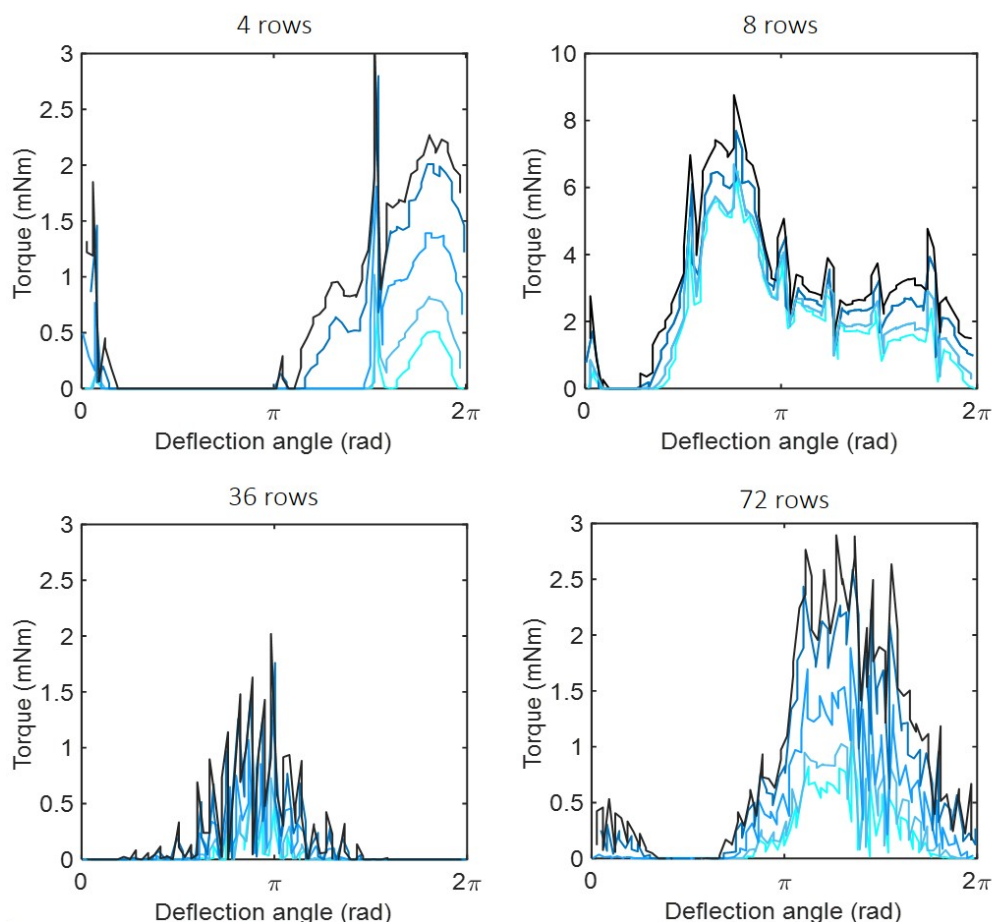 4 rows
3
2.5
2
1.5
1
0.5
0
Torque (mNm)
0
π
2π
Deflection angle (rad)
8 rows
10
8
6
4
2
0
Torque (mNm)
0
π
2π
Deflection angle (rad)
36 rows
3
2.5
2
1.5
1
0.5
0
Torque (mNm)
0
π
2π
Deflection angle (rad)
72 rows
3
2.5
2
1.5
1
0.5
0
Torque (mNm)
0
π
2π
Deflection angle (rad)